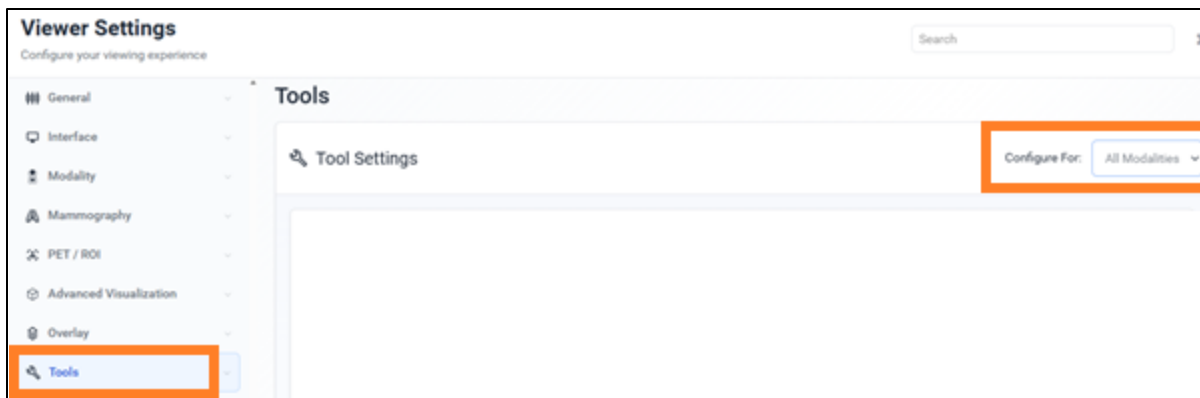 Viewer Settings
Configure your viewing experience
Search
General
Interface
Modality
Mammography
PET / ROI
Advanced Visualization
Overlay
Tools
Tools
Tool Settings
Configure For: All Modalities